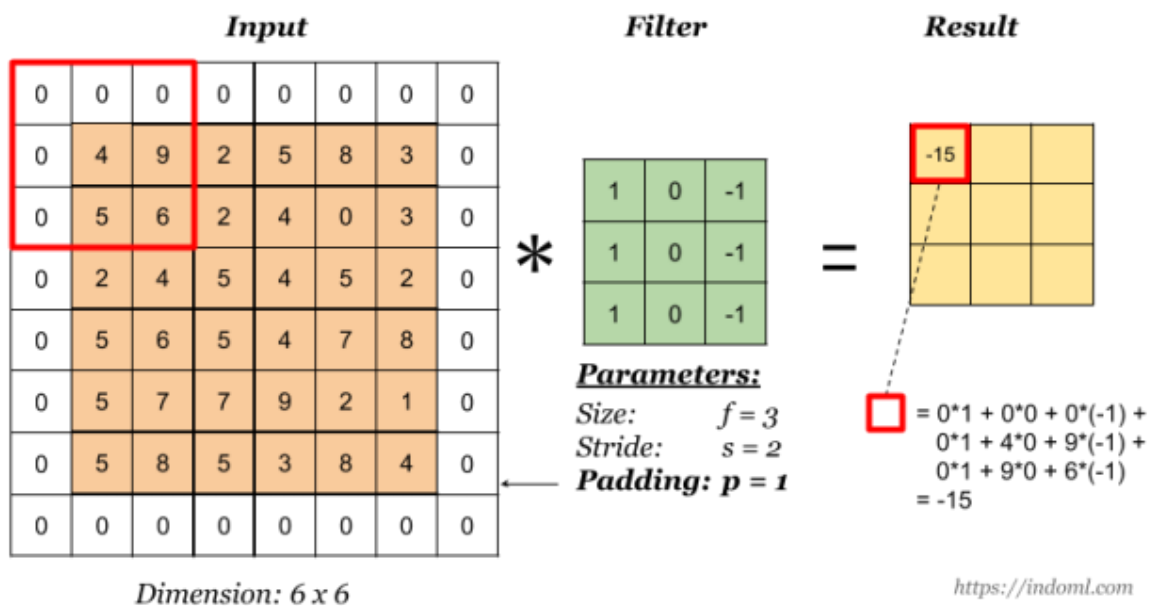 Input Filter Result
0 0 0 0 0 0 0 0
0 4 9 2 5 8 3 0
0 5 6 2 4 0 3 0
0 2 4 5 4 5 2 0
0 5 6 5 4 7 8 0
0 5 7 7 9 2 1 0
0 5 8 5 3 8 4 0
0 0 0 0 0 0 0 0
Dimension: 6 x 6
*
1 0 -1
1 0 -1
1 0 -1
Parameters:
Size: f = 3
Stride: s = 2
Padding: p = 1
=
-15
= 0*1 + 0*0 + 0*(-1) +
0*1 + 4*0 + 9*(-1) +
0*1 + 9*0 + 6*(-1)
= -15
https://indoml.com